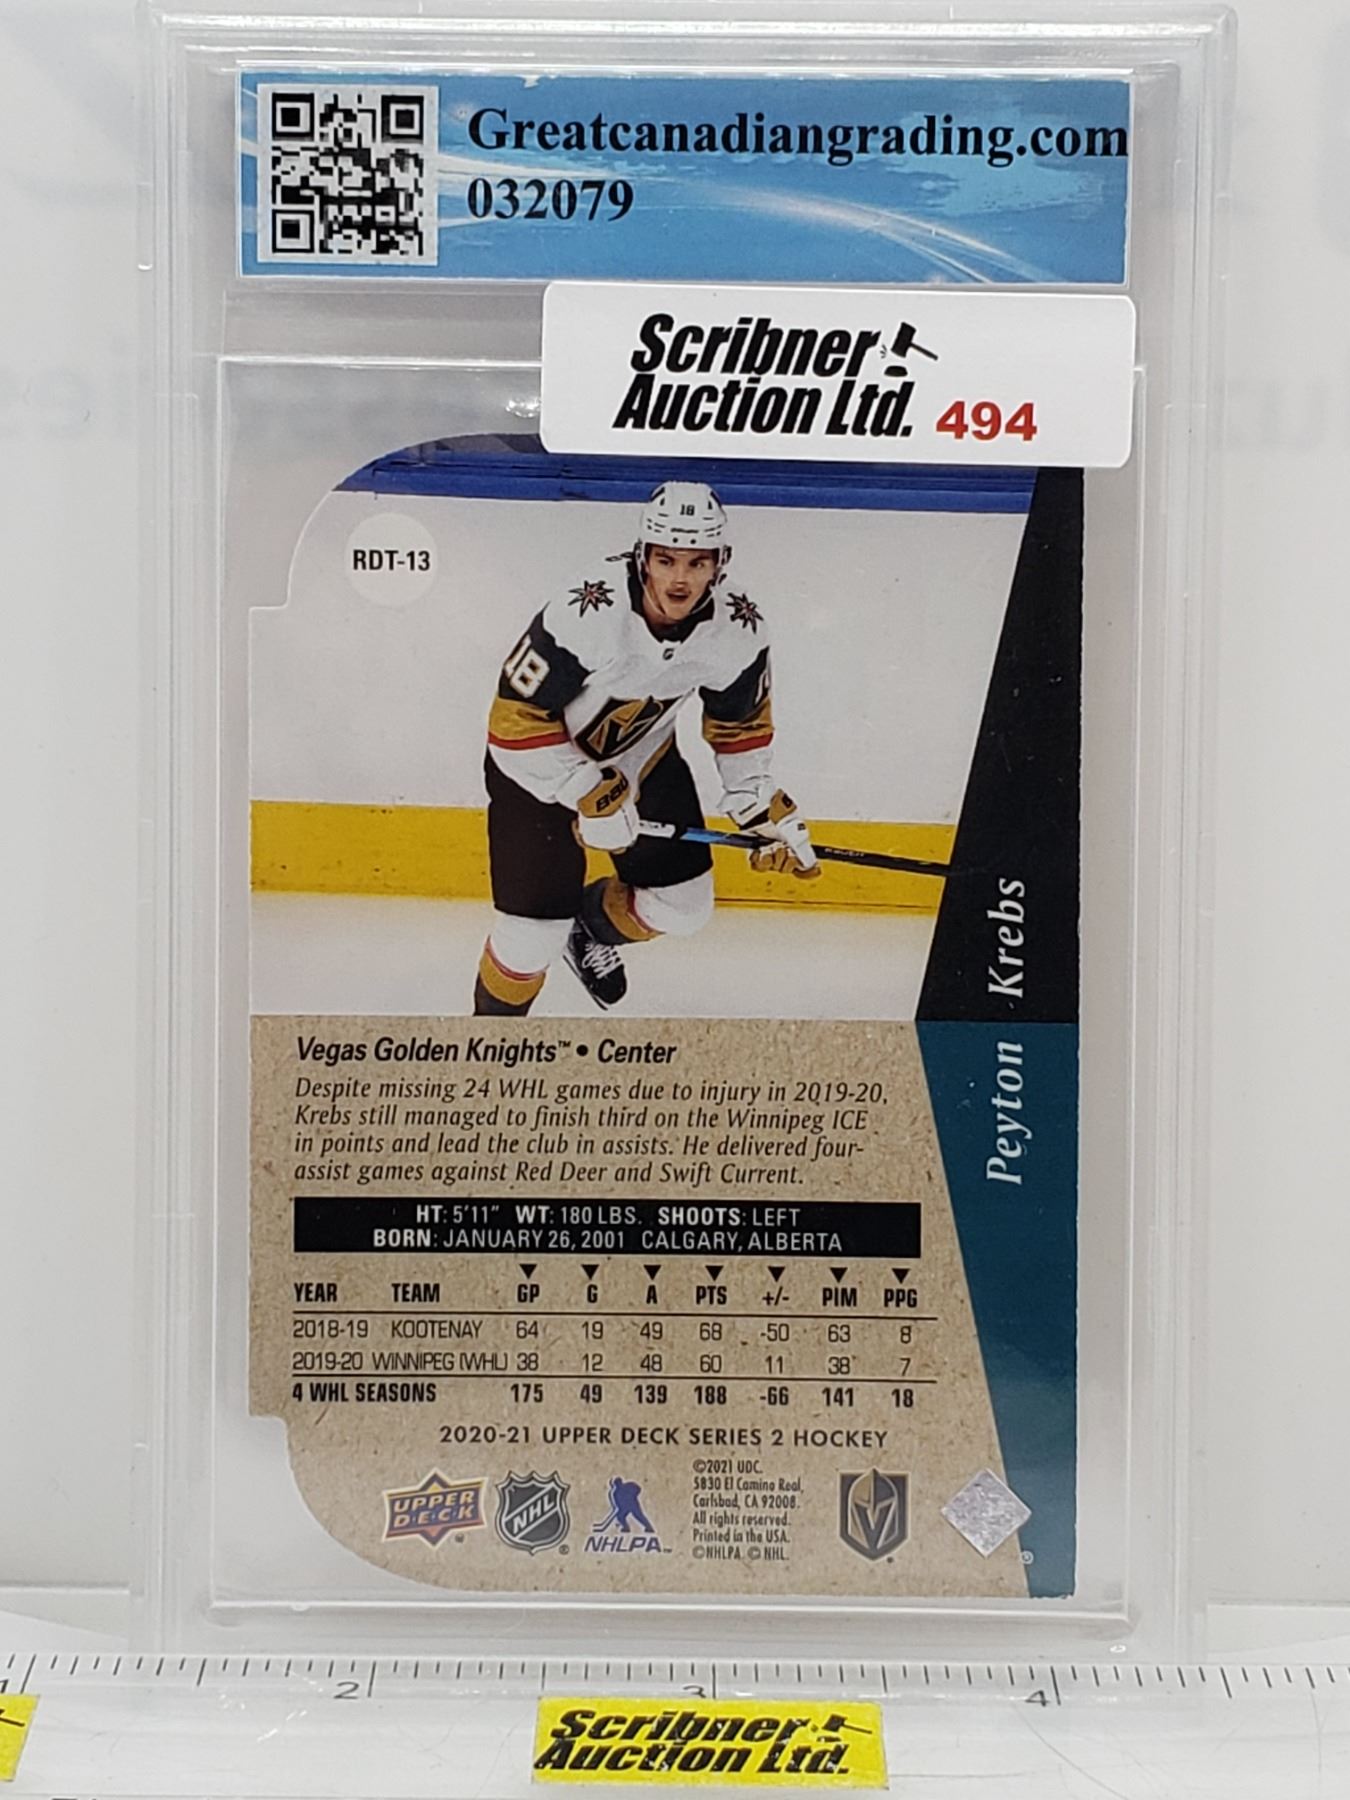 Greatcanadiangrading.com
032079
Scribner
Auction Ltd. 494
RDT-13
18
18
BAUER
Peyton Krebs
Vegas Golden Knights™ • Center
Despite missing 24 WHL games due to injury in 2019-20,
Krebs still managed to finish third on the Winnipeg ICE
in points and lead the club in assists. He delivered four-
assist games against Red Deer and Swift Current.
HT: 5'11" WT: 180 LBS. SHOOTS: LEFT
BORN: JANUARY 26, 2001 CALGARY, ALBERTA
YEAR TEAM GP G A PTS +/- PIM PPG
2018-19 KOOTENAY 64 19 49 68 -50 63 8
2019-20 WINNIPEG (WHL) 38 12 48 60 11 38 7
4 WHL SEASONS 175 49 139 188 -66 141 18
2020-21 UPPER DECK SERIES 2 HOCKEY
UPPER
DECK
NHL
NHLPA
©2021 UDC.
5830 El Camino Real,
Carlsbad, CA 92008.
All rights reserved.
Printed in the USA.
©NHLPA. © NHL.
1 2 3 4
Scribner
Auction Ltd.